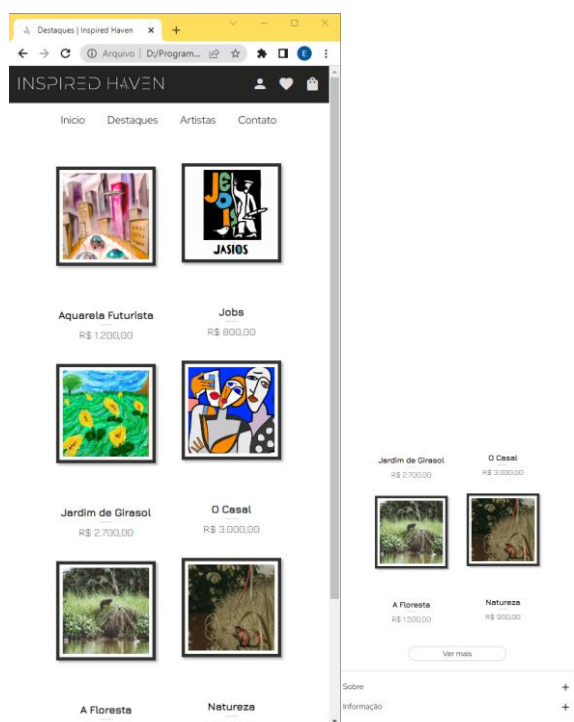 Destaques | Inspired Haven
Arquivo | D:/Program...
E
INSPIRED HAVEN
Inicio Destaques Artistas Contato
JOBS
JASIOS
Aquarela Futurista
R$ 1.200,00
Jobs
R$ 800,00
Jardim de Girasol
R$ 2.700,00
O Casal
R$ 3.000,00
A Floresta
Natureza
Jardim de Girasol
R$ 2.700,00
O Casal
R$ 3.000,00
A Floresta
R$ 1.500,00
Natureza
R$ 900,00
Ver mais
Sobre +
Informação +